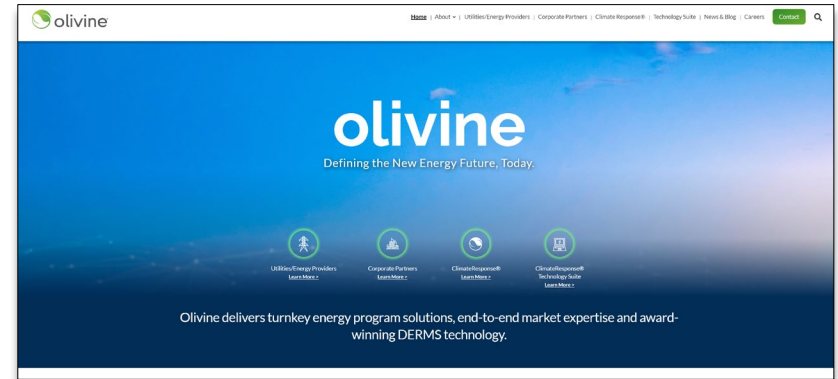 olivine
Home | About | Utilities/Energy Providers | Corporate Partners | Climate Response® | Technology Suite | News & Blog | Careers Contact
olivine
Defining the New Energy Future, Today.
Utilities/Energy Providers Corporate Partners ClimateResponse® ClimateResponse®
Learn More > Learn More > Learn More > Technology Suite
Learn More >
Olivine delivers turnkey energy program solutions, end-to-end market expertise and award-
winning DERMS technology.